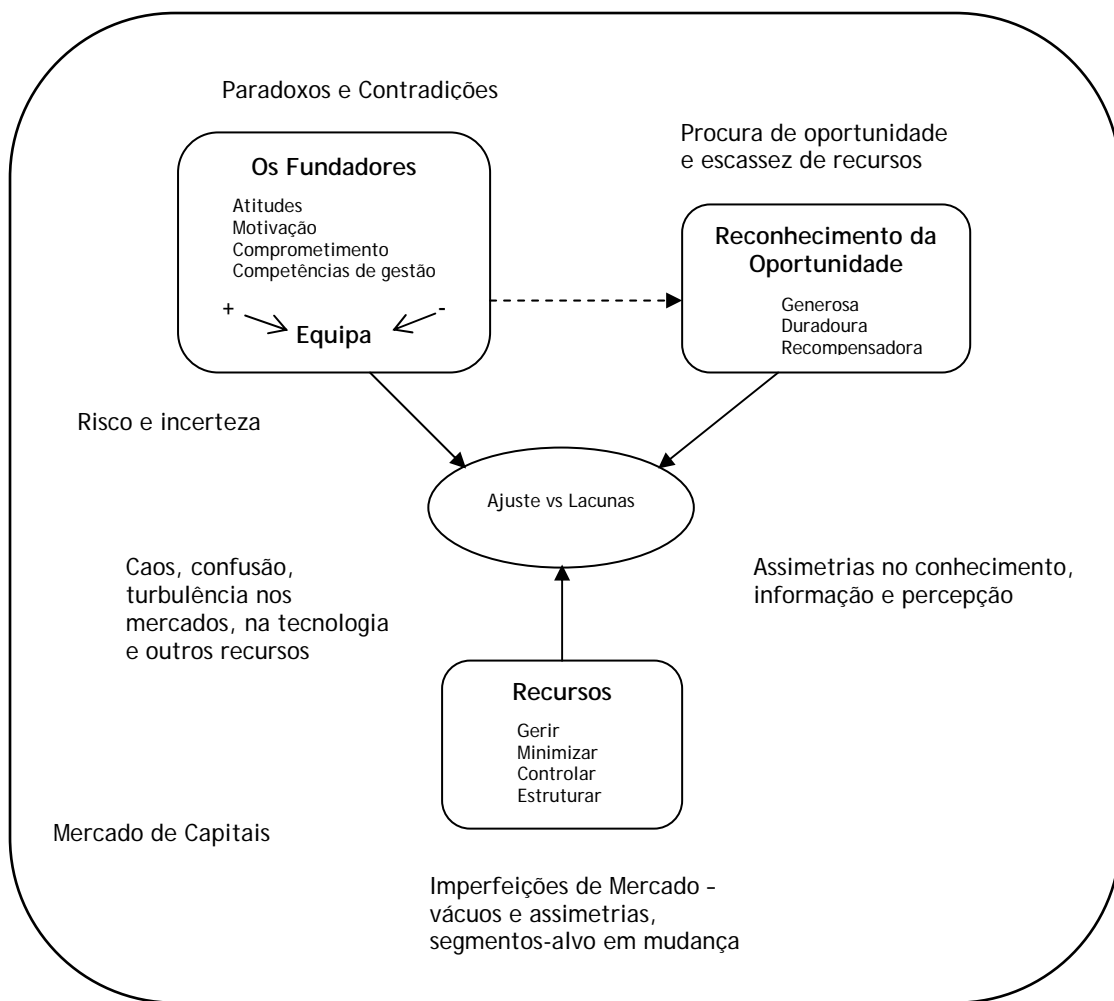 Paradoxos e Contradições
Procura de oportunidade
e escassez de recursos
Os Fundadores
Atitudes
Motivação
Comprometimento
Competências de gestão
+
-
Equipa
Reconhecimento da
Oportunidade
Generosa
Duradoura
Recompensadora
Risco e incerteza
Ajuste vs Lacunas
Caos, confusão,
turbulência nos
mercados, na tecnologia
e outros recursos
Assimetrias no conhecimento,
informação e percepção
Recursos
Gerir
Minimizar
Controlar
Estruturar
Mercado de Capitais
Imperfeições de Mercado –
vácuos e assimetrias,
segmentos-alvo em mudança